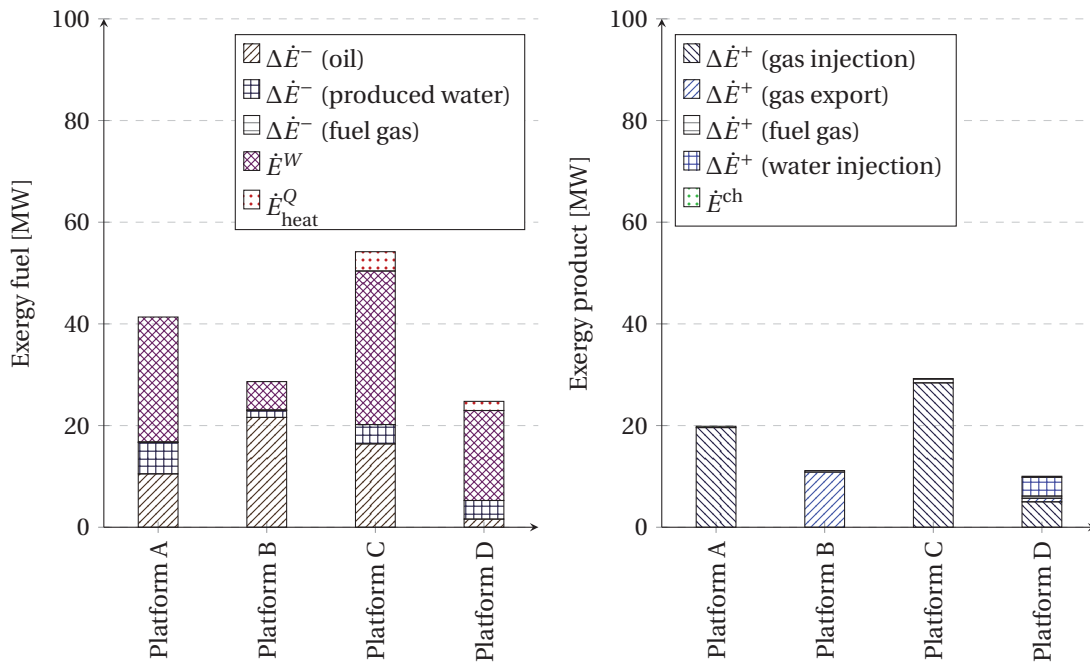 100
80
60
40
20
0
Exergy fuel [MW]
ΔĖ⁻ (oil)
ΔĖ⁻ (produced water)
ΔĖ⁻ (fuel gas)
Ė^W
Ė^Q_heat
Platform A
Platform B
Platform C
Platform D
100
80
60
40
20
0
Exergy product [MW]
ΔĖ⁺ (gas injection)
ΔĖ⁺ (gas export)
ΔĖ⁺ (fuel gas)
ΔĖ⁺ (water injection)
Ė^ch
Platform A
Platform B
Platform C
Platform D